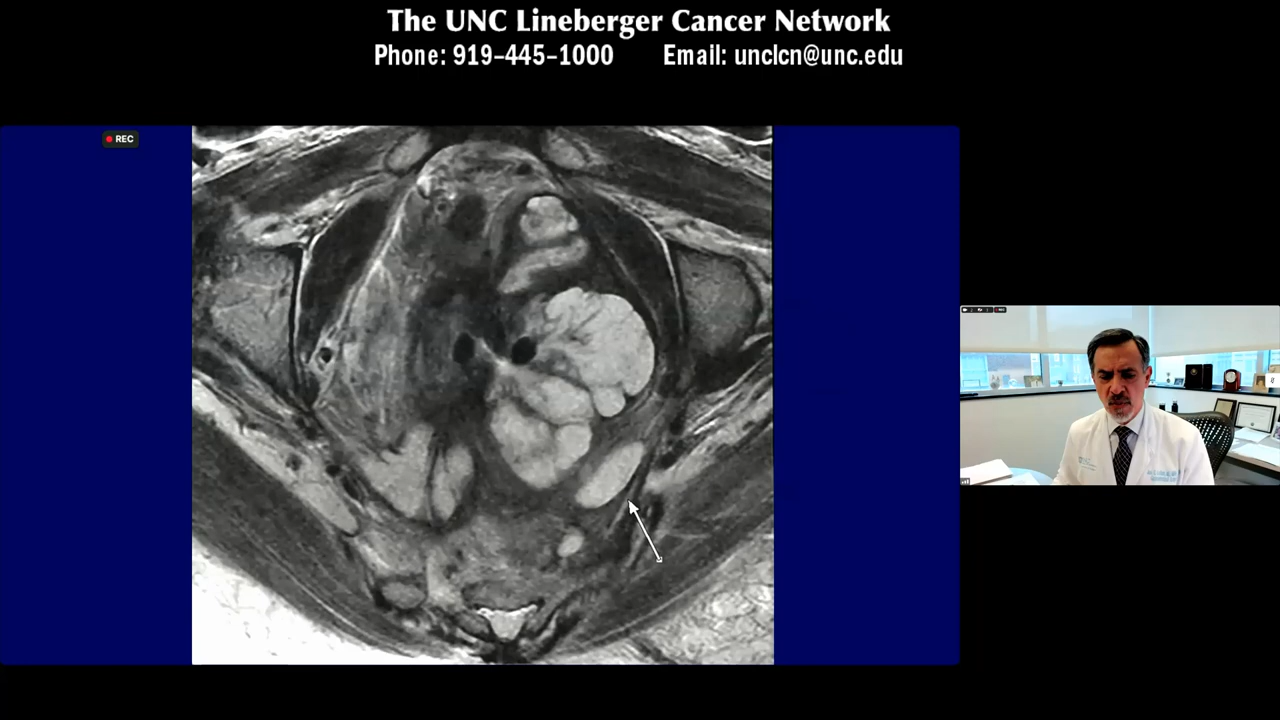 The UNC Lineberger Cancer Network
Phone: 919-445-1000 Email: unclcn@unc.edu
REC